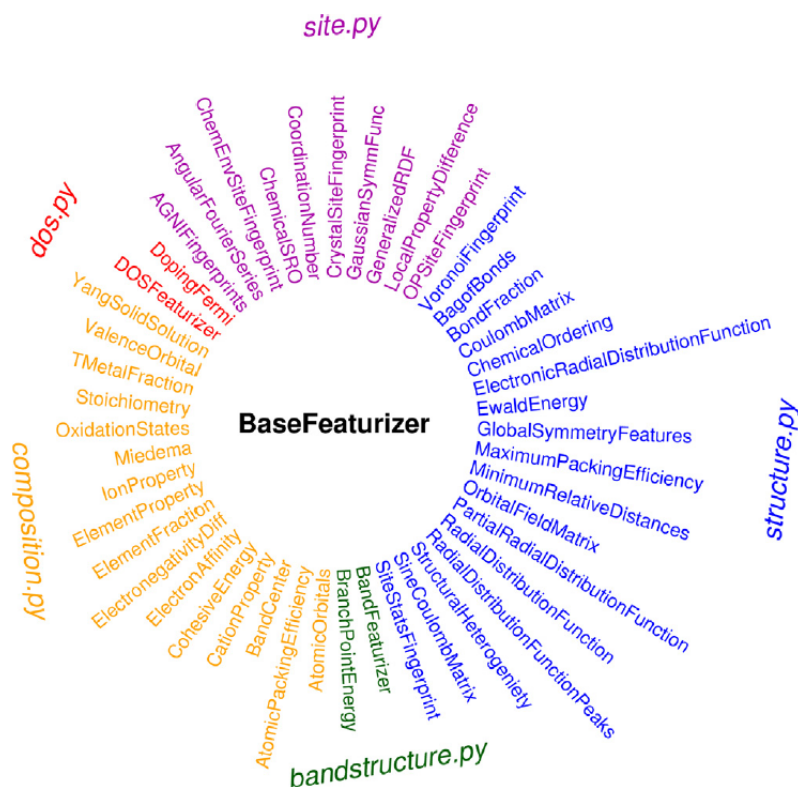 site.py
AGNIFingerprints
AngularFourierSeries
ChemEnvSiteFingerprint
ChemicalSRO
CoordinationNumber
CrystalSiteFingerprint
GaussianSymmFunc
GeneralizedRDF
LocalPropertyDifference
OPSiteFingerprint
VoronoiFingerprint
BagofBonds
BondFraction
CoulombMatrix
ChemicalOrdering
ElectronicRadialDistributionFunction
EwaldEnergy
GlobalSymmetryFeatures
MaximumPackingEfficiency
MinimumRelativeDistances
OrbitalFieldMatrix
PartialRadialDistributionFunction
RadialDistributionFunction
RadialDistributionFunctionPeaks
StructuralHeterogeniety
SineCoulombMatrix
SiteStatsFingerprint
structure.py
BandFeaturizer
BranchPointEnergy
bandstructure.py
AtomicOrbitals
AtomicPackingEfficiency
BandCenter
CationProperty
CohesiveEnergy
ElectronAffinity
ElectronegativityDiff
ElementFraction
ElementProperty
IonProperty
Miedema
OxidationStates
Stoichiometry
TMetalFraction
ValenceOrbital
YangSolidSolution
composition.py
DOSFeaturizer
DopingFermi
dos.py
BaseFeaturizer